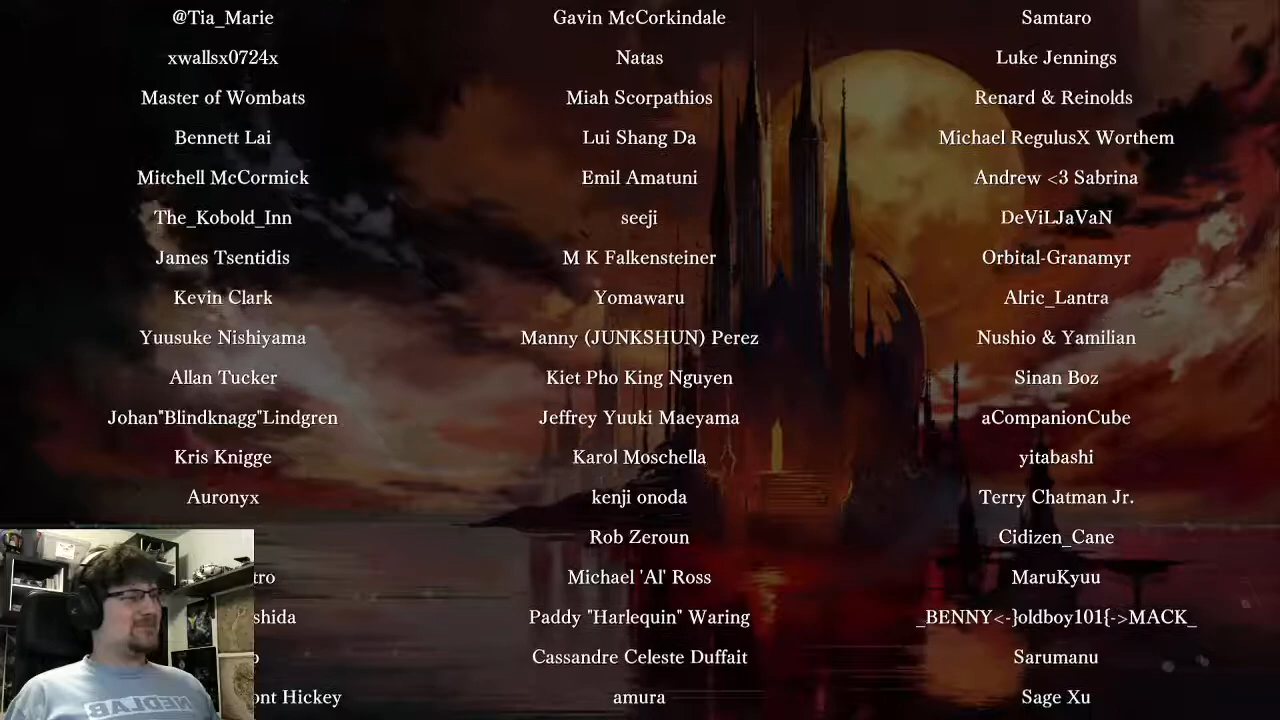 @Tia_Marie
Gavin McCorkindale
Samtaro
xwallsx0724x
Natas
Luke Jennings
Master of Wombats
Miah Scorpathios
Renard & Reinolds
Bennett Lai
Lui Shang Da
Michael RegulusX Worthem
Mitchell McCormick
Emil Amatuni
Andrew <3 Sabrina
The_Kobold_Inn
seeji
DeViLJaVaN
James Tsentidis
M K Falkensteiner
Orbital-Granamyr
Kevin Clark
Yomawaru
Alric_Lantra
Yuusuke Nishiyama
Manny (JUNKSHUN) Perez
Nushio & Yamilian
Allan Tucker
Kiet Pho King Nguyen
Sinan Boz
Johan"Blindknagg"Lindgren
Jeffrey Yuuki Maeyama
aCompanionCube
Kris Knigge
Karol Moschella
yitabashi
Auronyx
kenji onoda
Terry Chatman Jr.
Rob Zeroun
Cidizen_Cane
Michael 'Al' Ross
MaruKyuu
Paddy "Harlequin" Waring
_BENNY<-}oldboy101{->MACK_
Cassandre Celeste Duffait
Sarumanu
Hickey
amura
Sage Xu
NEDLAB